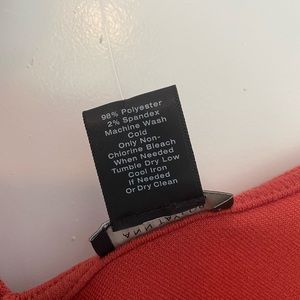 98% Polyester
2% Spandex
Machine Wash
Cold
Only Non-
Chlorine Bleach
When Needed
Tumble Dry Low
Cool Iron
If Needed
Or Dry Clean